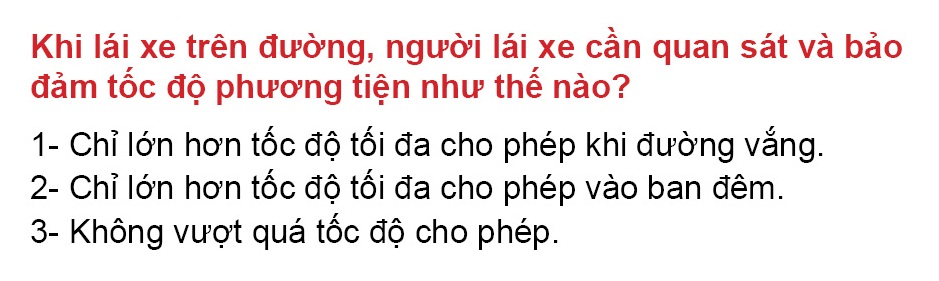 Khi lái xe trên đường, người lái xe cần quan sát và bảo
đảm tốc độ phương tiện như thế nào?
1- Chỉ lớn hơn tốc độ tối đa cho phép khi đường vắng.
2- Chỉ lớn hơn tốc độ tối đa cho phép vào ban đêm.
3- Không vượt quá tốc độ cho phép.